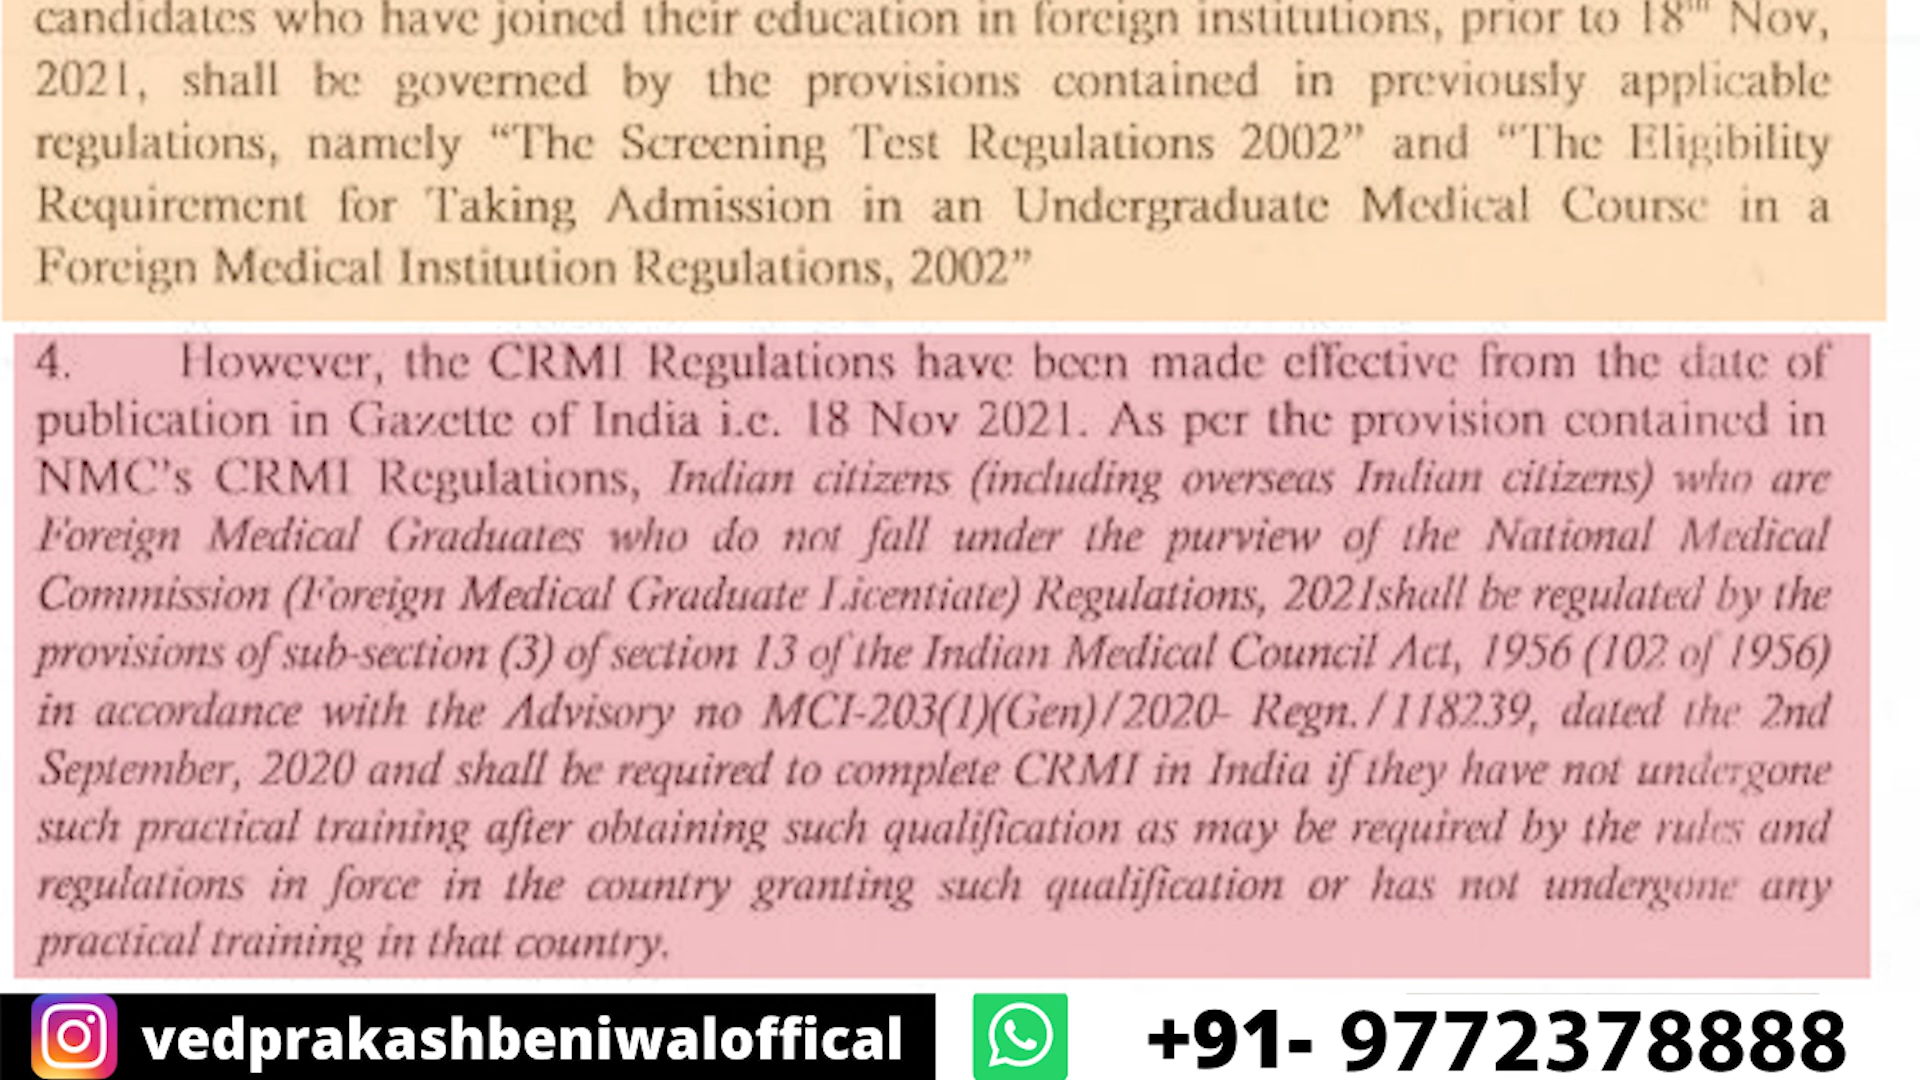 candidates who have joined their education in foreign institutions, prior to 18th Nov,
2021, shall be governed by the provisions contained in previously applicable
regulations, namely “The Screening Test Regulations 2002” and “The Eligibility
Requirement for Taking Admission in an Undergraduate Medical Course in a
Foreign Medical Institution Regulations, 2002”
4. However, the CRMI Regulations have been made effective from the date of
publication in Gazette of India i.e. 18 Nov 2021. As per the provision contained in
NMC’s CRMI Regulations, Indian citizens (including overseas Indian citizens) who are
Foreign Medical Graduates who do not fall under the purview of the National Medical
Commission (Foreign Medical Graduate Licentiate) Regulations, 2021shall be regulated by the
provisions of sub-section (3) of section 13 of the Indian Medical Council Act, 1956 (102 of 1956)
in accordance with the Advisory no MCI-203(1)(Gen)/2020- Regn./118239, dated the 2nd
September, 2020 and shall be required to complete CRMI in India if they have not undergone
such practical training after obtaining such qualification as may be required by the rules and
regulations in force in the country granting such qualification or has not undergone any
practical training in that country.
vedprakashbeniwaloffical
+91- 9772378888